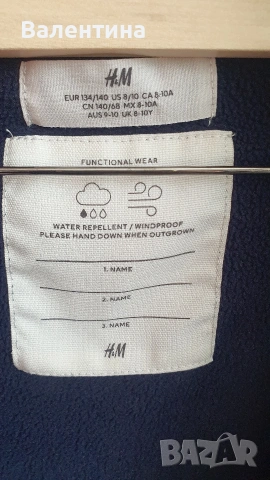 Валентина
H&M
EUR 134/140 US 8/10 CA 8-10A
CN 140/68 MX 8-10A
AUS 9-10 UK 8-10Y
FUNCTIONAL WEAR
WATER REPELLENT / WINDPROOF
PLEASE HAND DOWN WHEN OUTGROWN
1. NAME
2. NAME
3. NAME
H&M
BAZAR